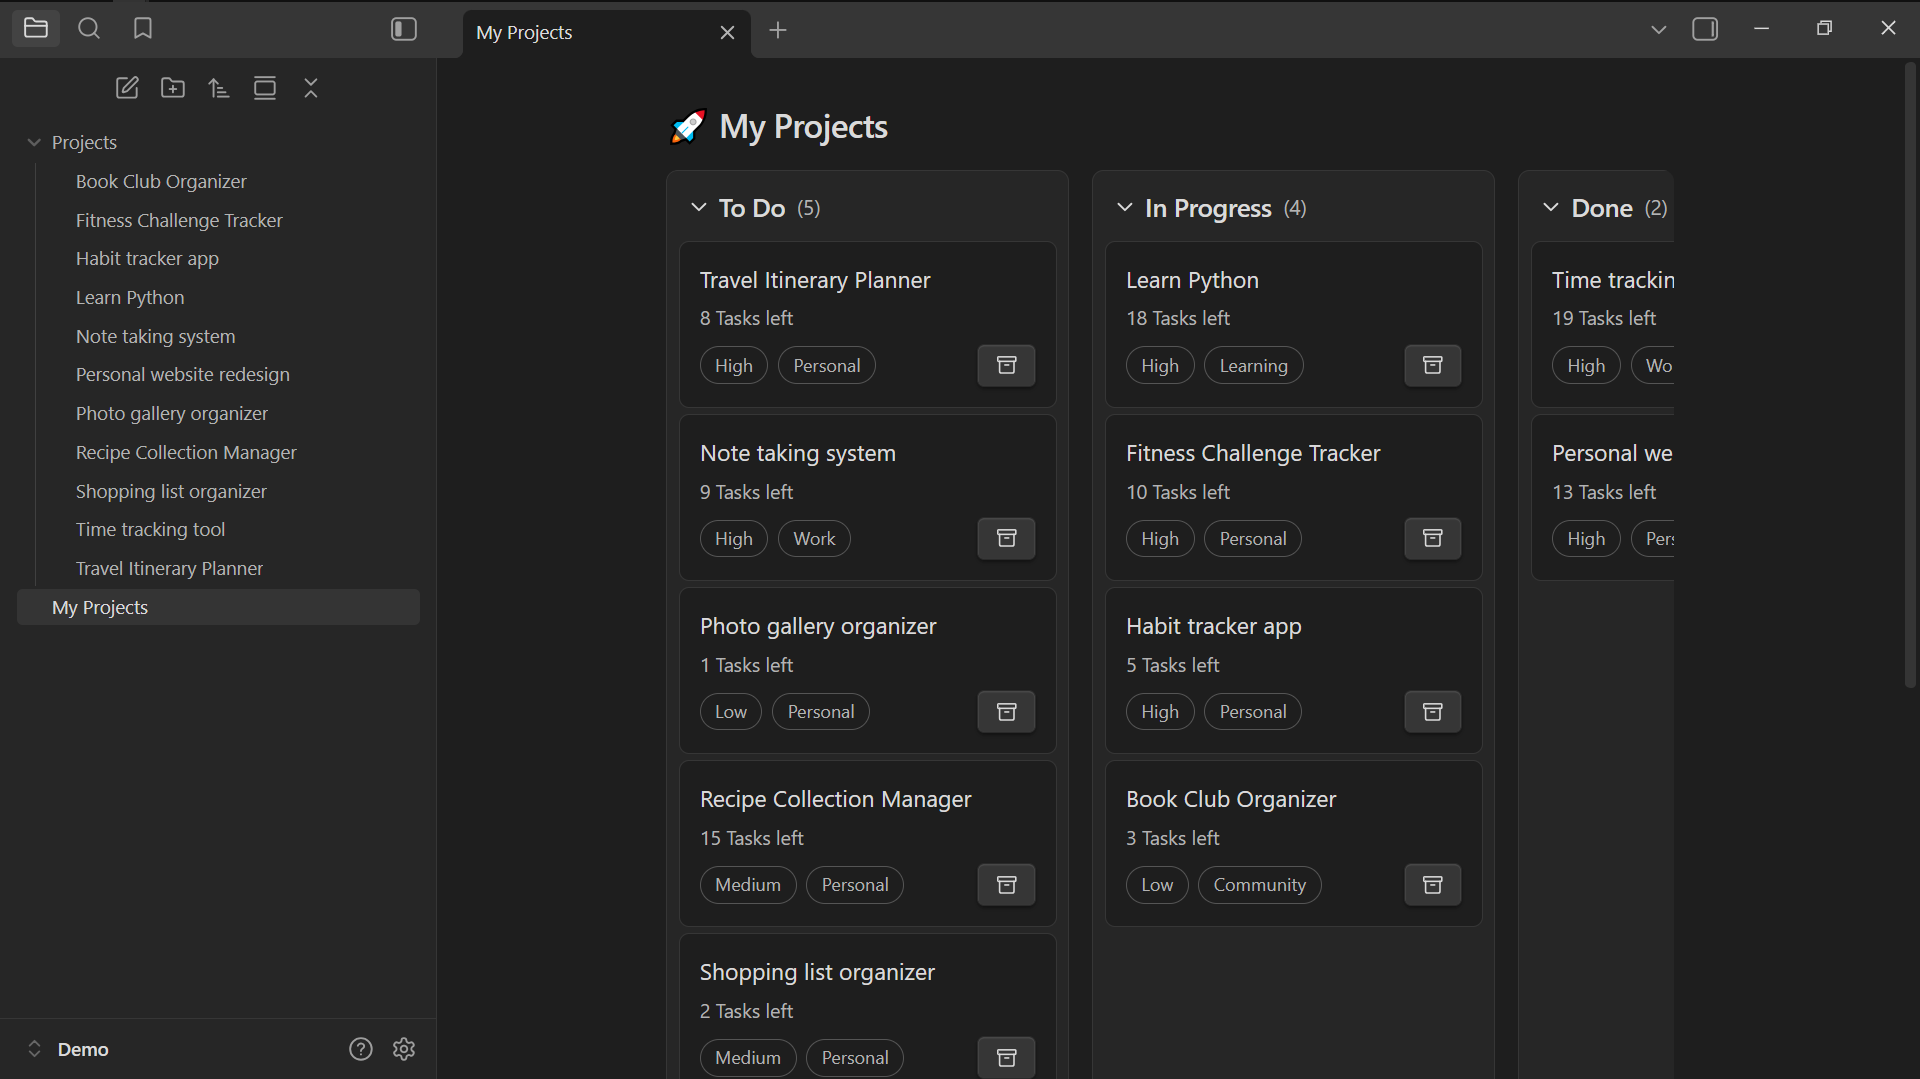 My Projects
Projects
Book Club Organizer
Fitness Challenge Tracker
Habit tracker app
Learn Python
Note taking system
Personal website redesign
Photo gallery organizer
Recipe Collection Manager
Shopping list organizer
Time tracking tool
Travel Itinerary Planner
My Projects
Demo
🚀 My Projects
To Do (5)
Travel Itinerary Planner
8 Tasks left
High Personal
Note taking system
9 Tasks left
High Work
Photo gallery organizer
1 Tasks left
Low Personal
Recipe Collection Manager
15 Tasks left
Medium Personal
Shopping list organizer
2 Tasks left
Medium Personal
In Progress (4)
Learn Python
18 Tasks left
High Learning
Fitness Challenge Tracker
10 Tasks left
High Personal
Habit tracker app
5 Tasks left
High Personal
Book Club Organizer
3 Tasks left
Low Community
Done (2)
Time trackin
19 Tasks left
High Wo
Personal we
13 Tasks left
High Pers